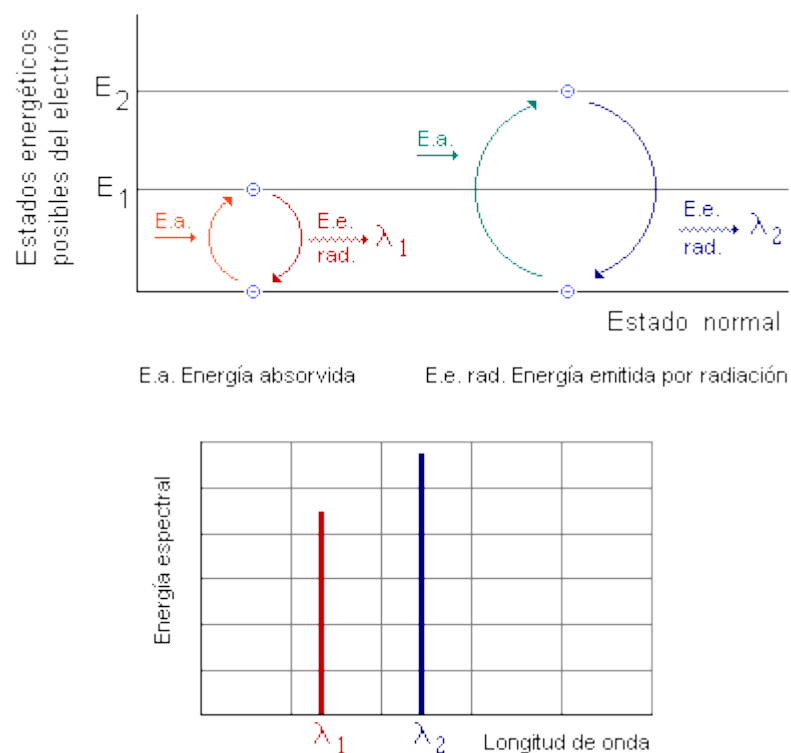 Estados energéticos
posibles del electrón
E2
E1
E.a.
E.e.
rad.
λ1
E.a.
E.e.
rad.
λ2
Estado normal
E.a. Energía absorvida
E.e. rad. Energía emitida por radiación
Energía espectral
λ1
λ2
Longitud de onda